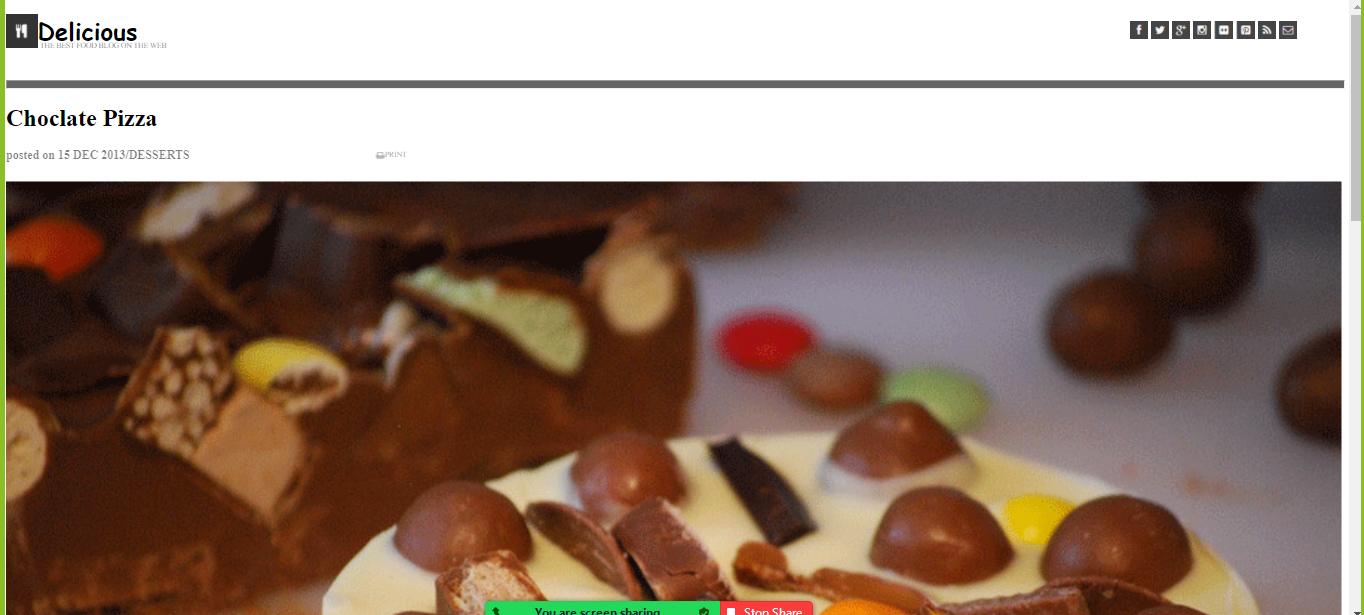 Delicious
THE BEST FOOD BLOG ON THE WEB
Choclate Pizza
posted on 15 DEC 2013/DESSERTS
PRINT
You are screen sharing
Stop Share